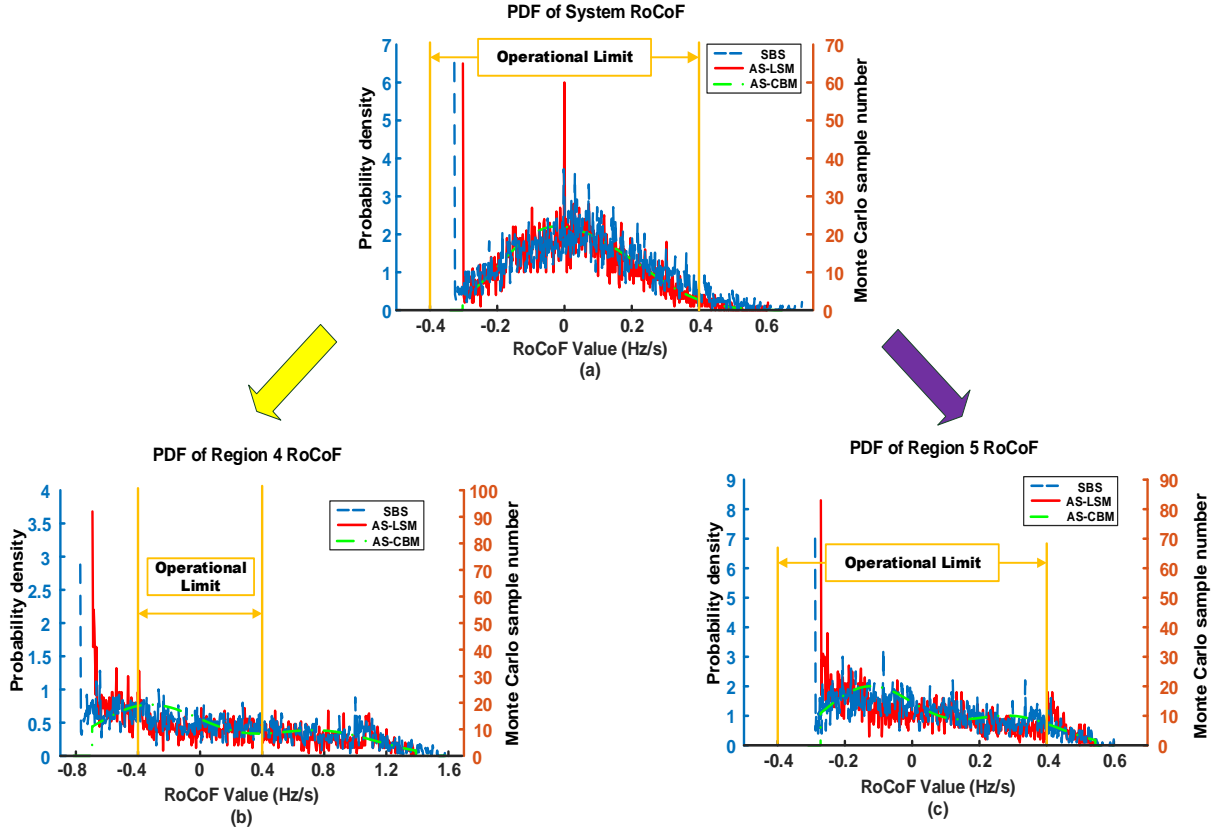 PDF of System RoCoF
Operational Limit
SBS
AS-LSM
AS-CBM
Probability density
7
6
5
4
3
2
1
0
70
60
50
40
30
20
10
0
Monte Carlo sample number
-0.4 -0.2 0 0.2 0.4 0.6
RoCoF Value (Hz/s)
(a)
PDF of Region 4 RoCoF
Operational
Limit
SBS
AS-LSM
AS-CBM
Probability density
4
3.5
3
2.5
2
1.5
1
0.5
0
100
90
80
70
60
50
40
30
20
10
0
Monte Carlo sample number
-0.8 -0.4 0 0.4 0.8 1.2 1.6
RoCoF Value (Hz/s)
(b)
PDF of Region 5 RoCoF
Operational Limit
SBS
AS-LSM
AS-CBM
Probability density
9
8
7
6
5
4
3
2
1
0
90
80
70
60
50
40
30
20
10
0
Monte Carlo sample number
-0.4 -0.2 0 0.2 0.4 0.6
RoCoF Value (Hz/s)
(c)